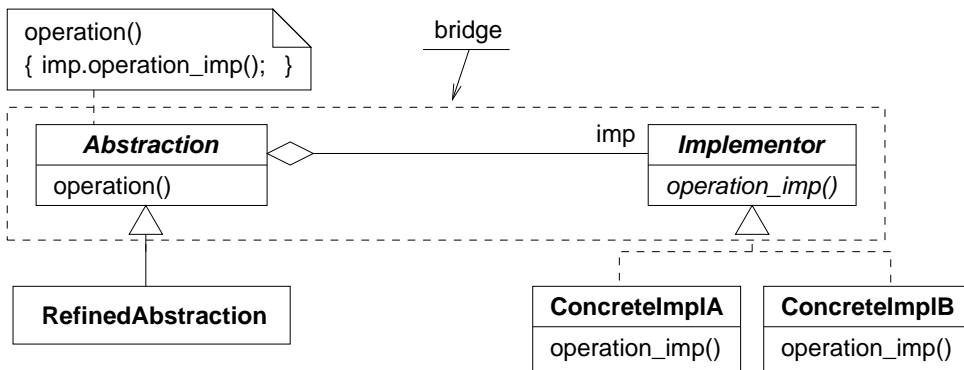 operation()
{ imp.operation_imp(); }
bridge
Abstraction
imp
Implementor
operation()
operation_imp()
RefinedAbstraction
ConcreteImplA
ConcreteImplB
operation_imp()
operation_imp()